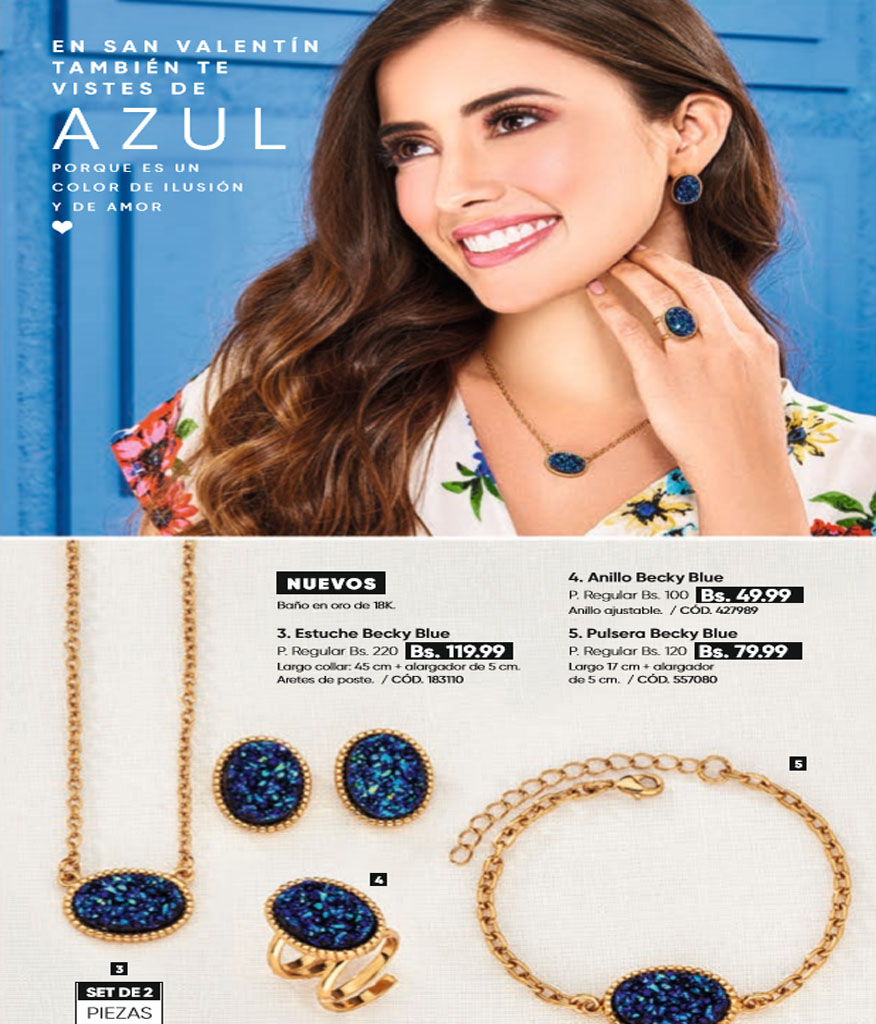 EN SAN VALENTÍN
TAMBIÉN TE
VISTES DE
AZUL
PORQUE ES UN
COLOR DE ILUSIÓN
Y DE AMOR
NUEVOS
Baño en oro de 18K.
3. Estuche Becky Blue
P. Regular Bs. 220 Bs. 119.99
Largo collar: 45 cm + alargador de 5 cm.
Aretes de poste. / CÓD. 183110
4. Anillo Becky Blue
P. Regular Bs. 100 Bs. 49.99
Anillo ajustable. / CÓD. 427989
5. Pulsera Becky Blue
P. Regular Bs. 120 Bs. 79.99
Largo 17 cm + alargador
de 5 cm. / CÓD. 557080
5
4
3
SET DE 2
PIEZAS